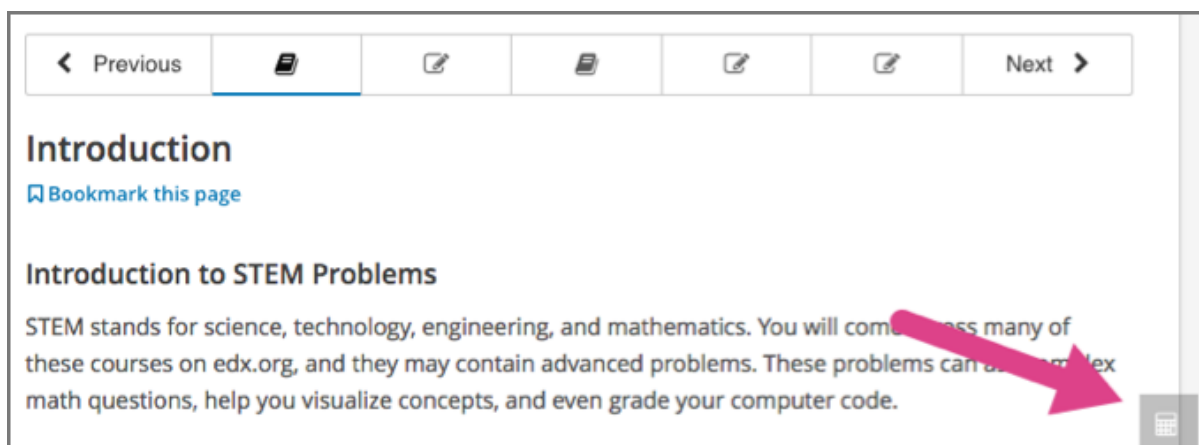 Previous
Next
Introduction
Bookmark this page
Introduction to STEM Problems
STEM stands for science, technology, engineering, and mathematics. You will many of
these courses on edx.org, and they may contain advanced problems. These problems can
math questions, help you visualize concepts, and even grade your computer code.